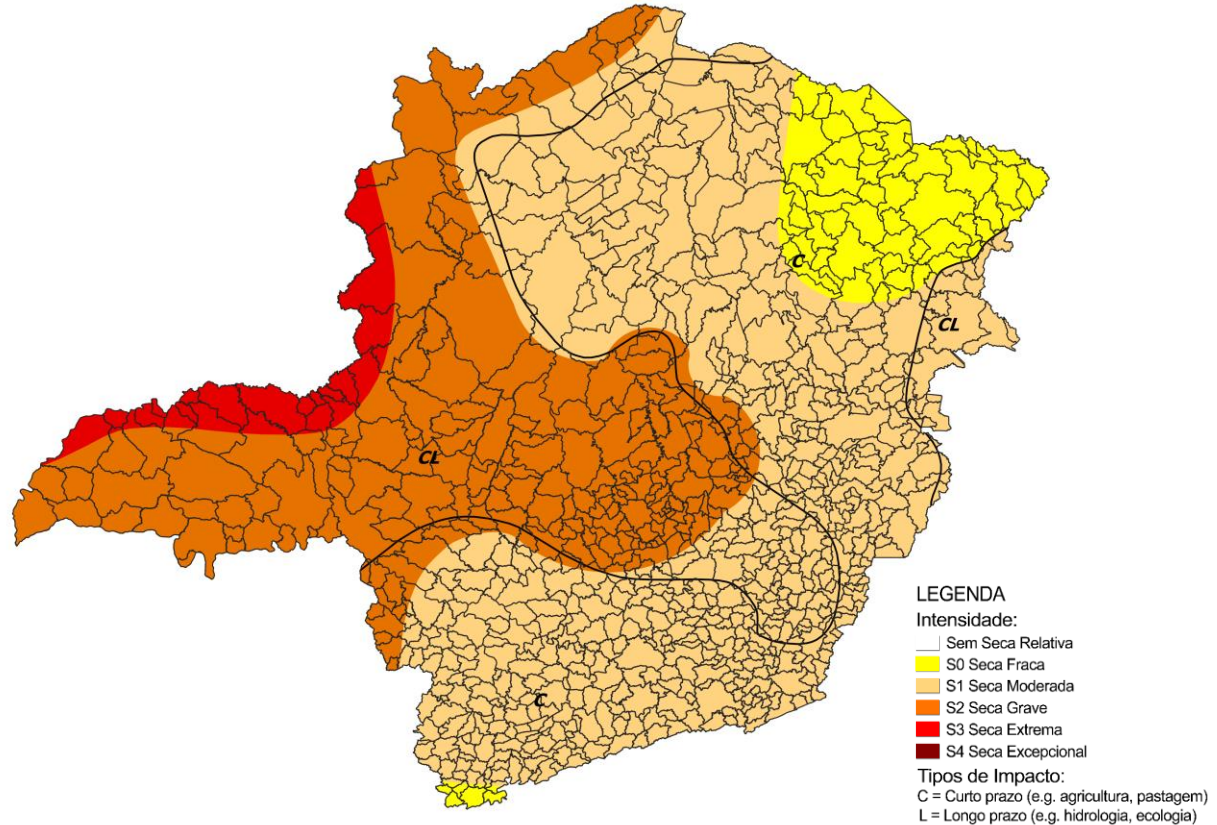 C
CL
CL
C
LEGENDA
Intensidade:
Sem Seca Relativa
S0 Seca Fraca
S1 Seca Moderada
S2 Seca Grave
S3 Seca Extrema
S4 Seca Excepcional
Tipos de Impacto:
C = Curto prazo (e.g. agricultura, pastagem)
L = Longo prazo (e.g. hidrologia, ecologia)